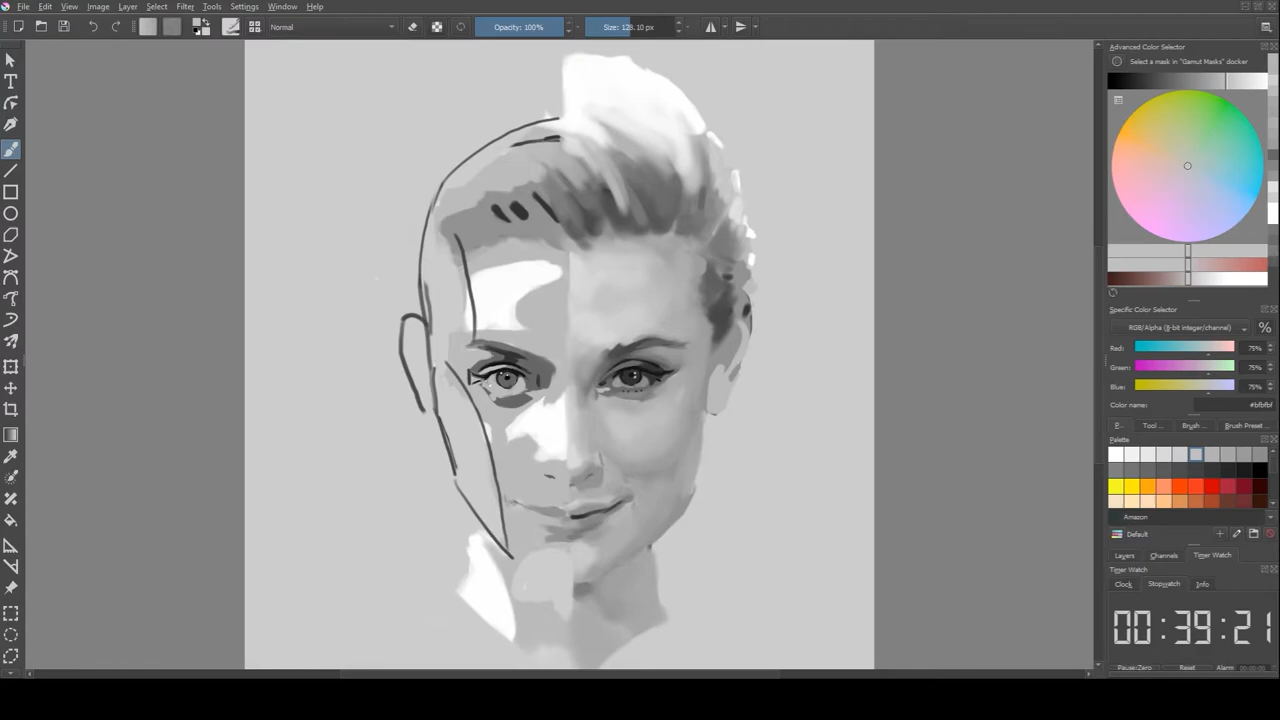 File Edit View Image Layer Select Filter Tools Settings Window Help
Normal Opacity: 100% Size: 128.10 px
Advanced Color Selector
Select a mask in "Gamut Masks" docker
Specific Color Selector
RGB/Alpha (8-bit integer/channel) %
Red: 75%
Green: 75%
Blue: 75%
Color name: #bfbfbf
P... Tool ... Brush ... Brush Preset ...
Palette
Amazon
Default
Layers Channels Timer Watch
Timer Watch
Clock Stopwatch Info
00:39:21
Pause/Zero Reset Alarm